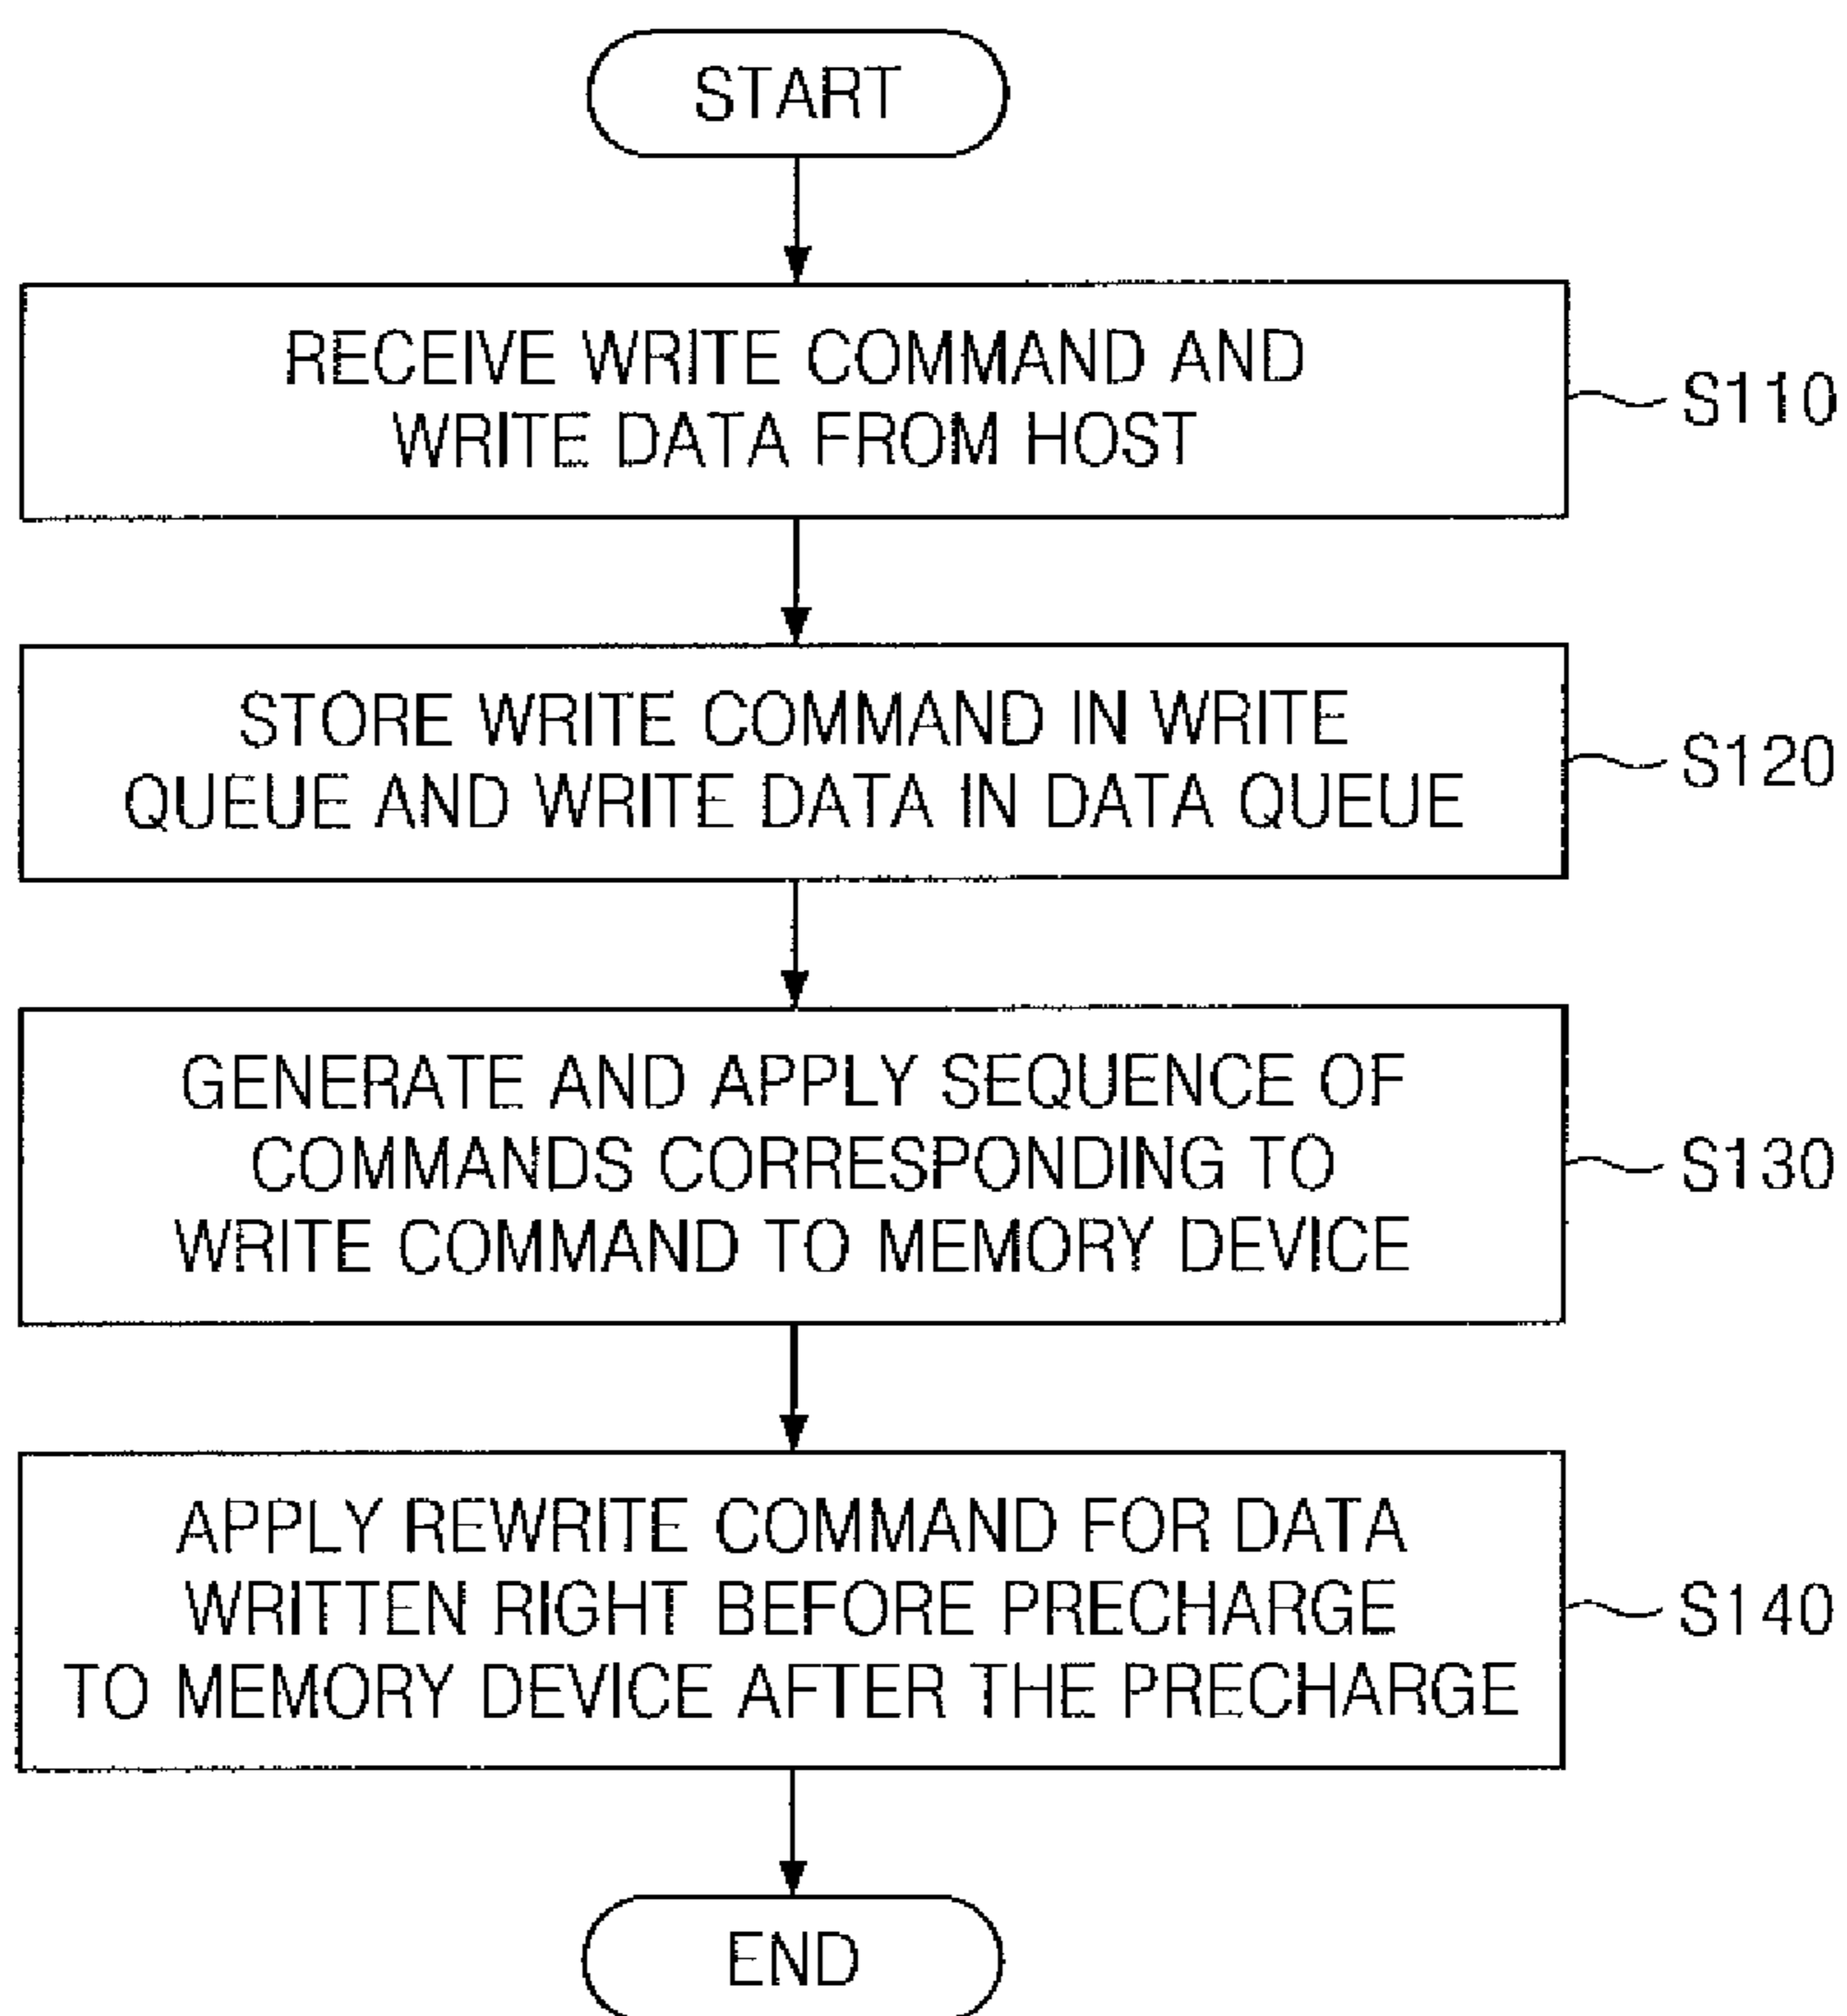 START
RECEIVE WRITE COMMAND AND
WRITE DATA FROM HOST
S110
STORE WRITE COMMAND IN WRITE
QUEUE AND WRITE DATA IN DATA QUEUE
S120
GENERATE AND APPLY SEQUENCE OF
COMMANDS CORRESPONDING TO
WRITE COMMAND TO MEMORY DEVICE
S130
APPLY REWRITE COMMAND FOR DATA
WRITTEN RIGHT BEFORE PRECHARGE
TO MEMORY DEVICE AFTER THE PRECHARGE
S140
END